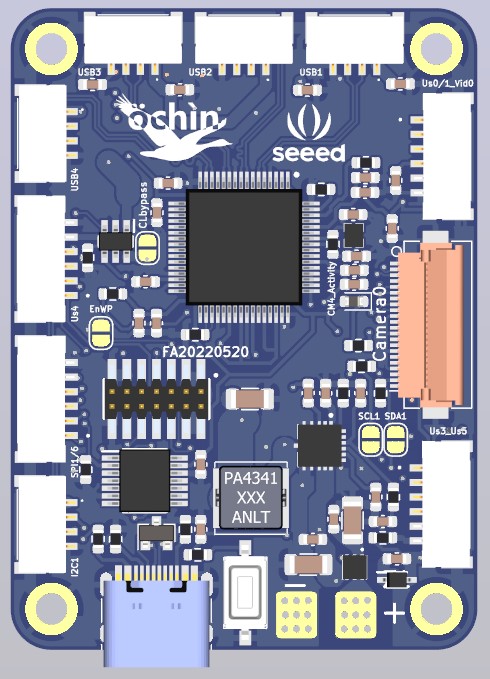 USB3
USB2
USB1
Us0/1_Vid0
öchìn
seeed
USB4
C.l.bypass
Us4
EnWP
CM4_Activity
Camera0
FA20220520
SCL1 SDA1
Us3_Us5
SPI1/6
PA4341
XXX
ANLT
I2C1
+